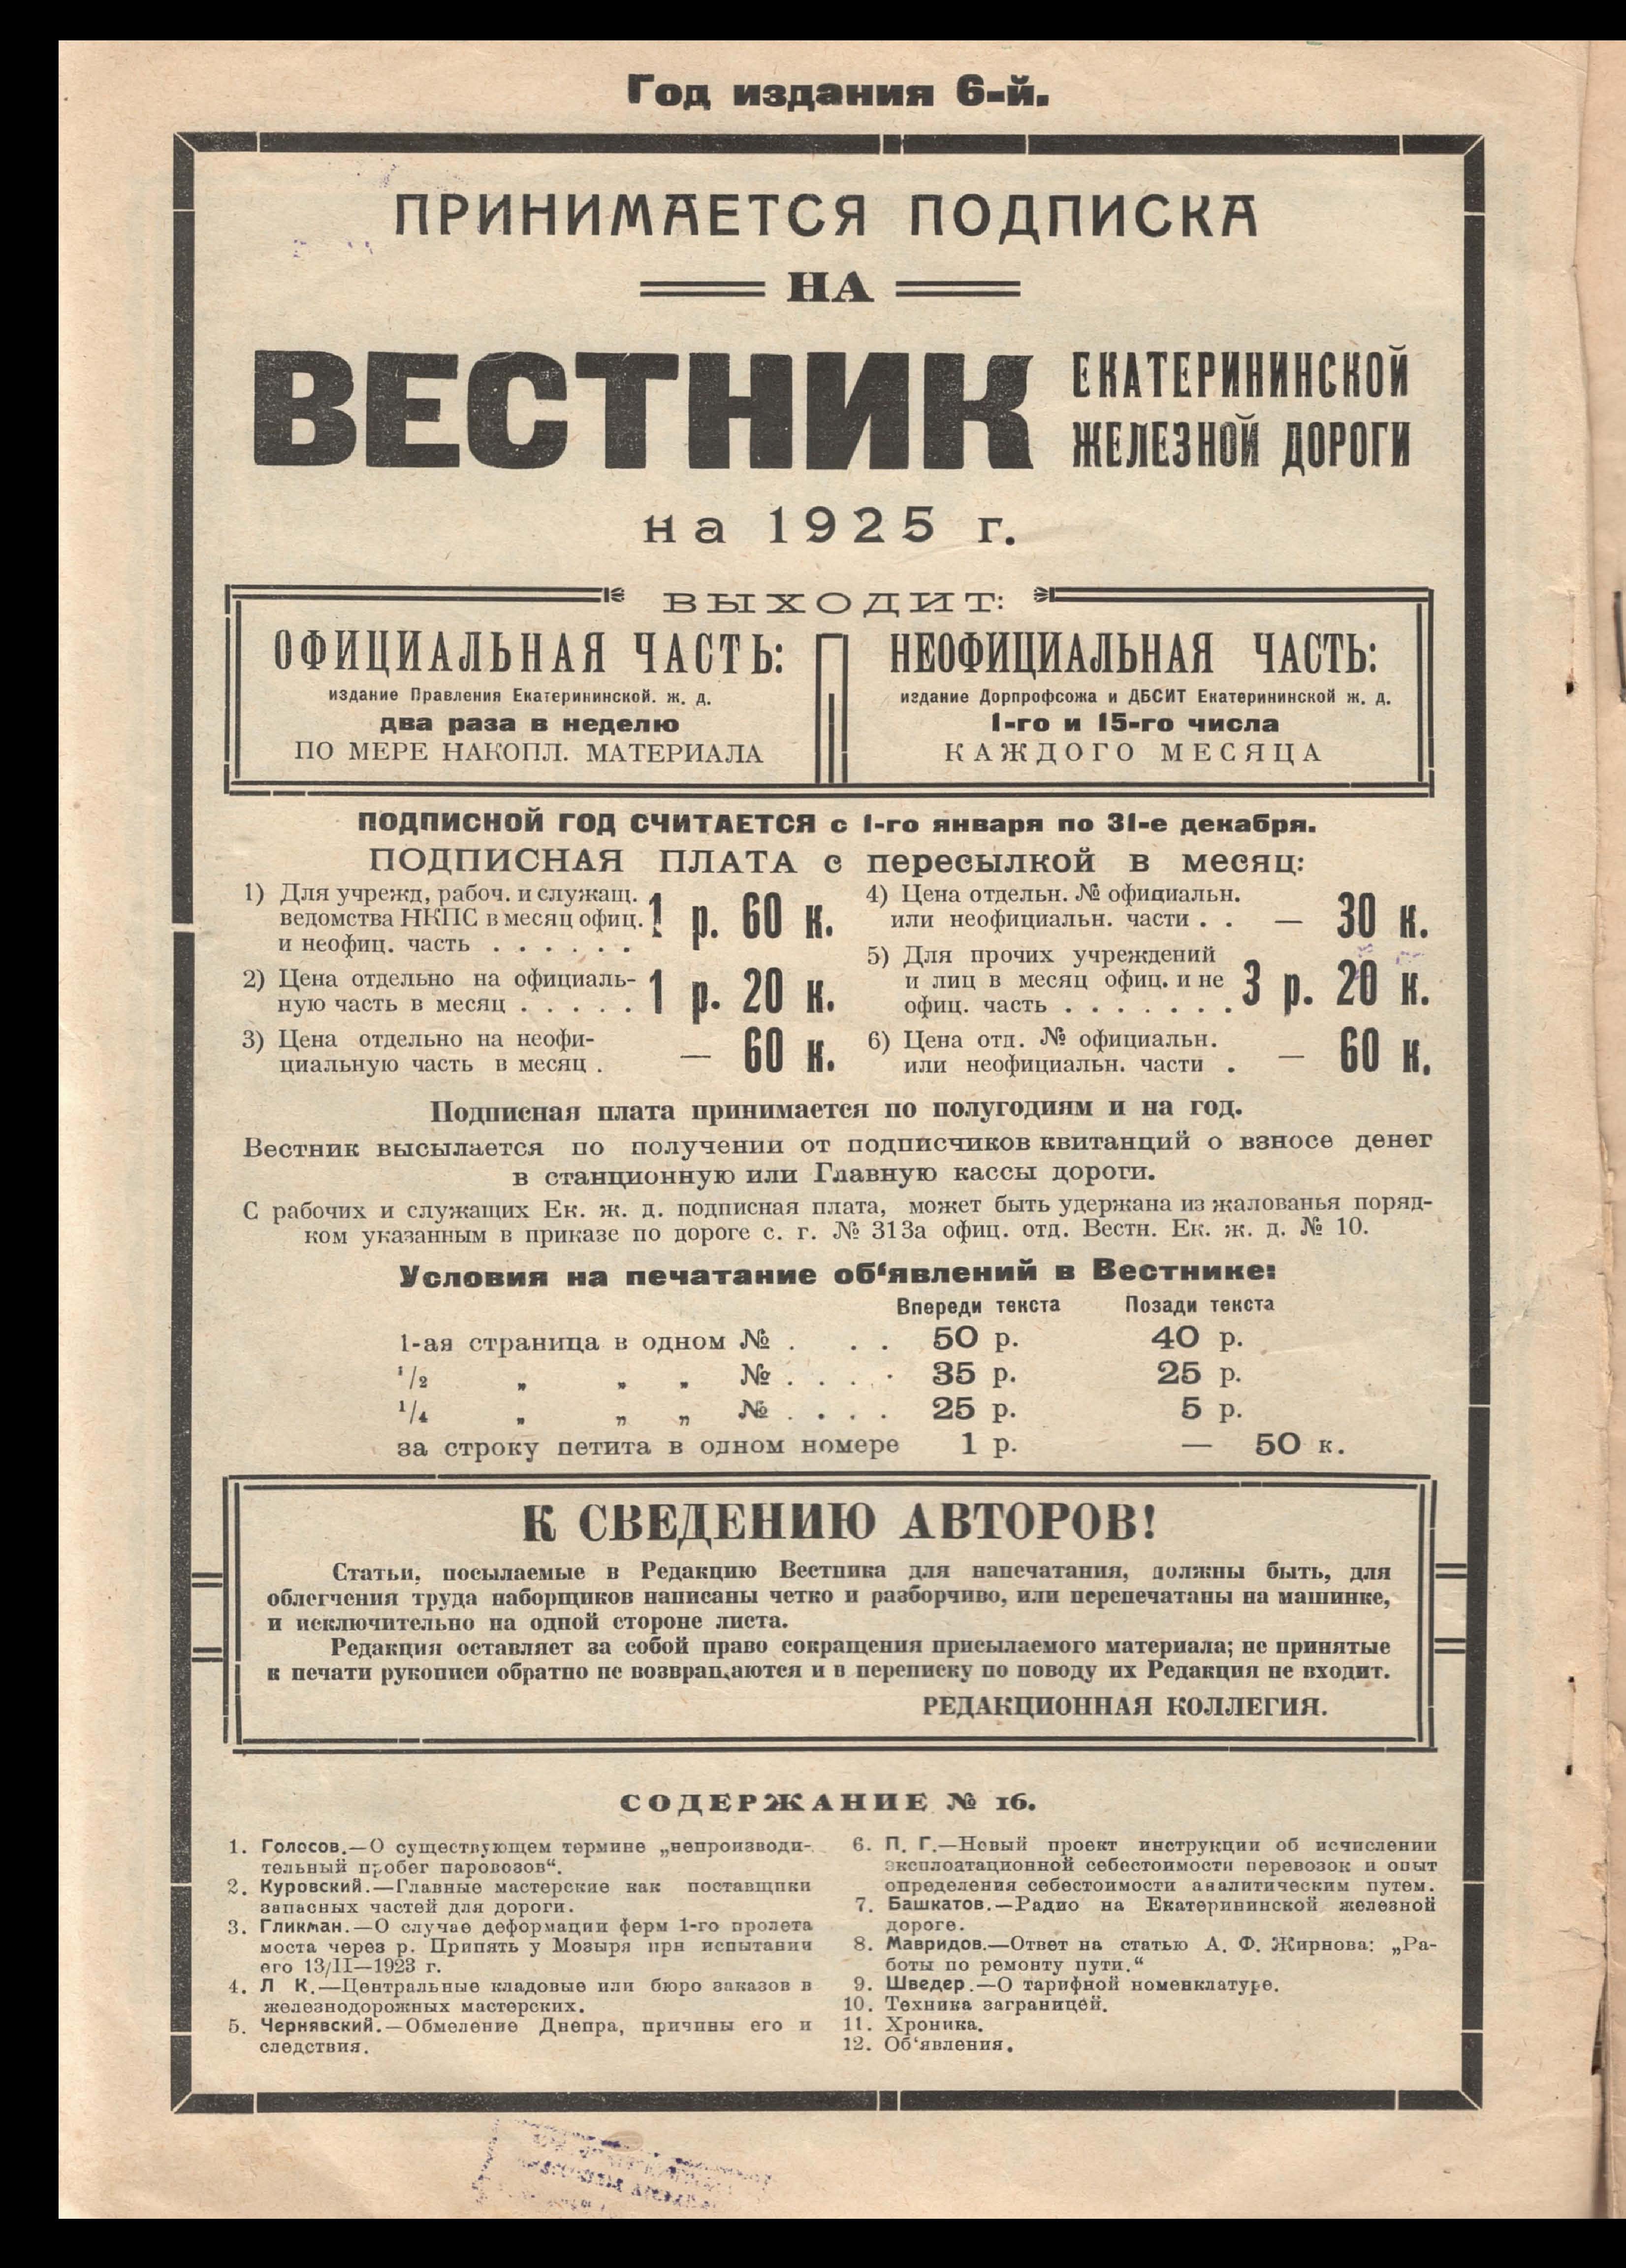 Год издания 6-й.
ПРИНИМАЕТСЯ ПОДПИСКА
НА
ВЕСТНИК ЕКАТЕРИНИНСКОЙ
ЖЕЛЕЗНОЙ ДОРОГИ
на 1925 г.
ВЫХОДИТ:
ОФИЦИАЛЬНАЯ ЧАСТЬ:
издание Правления Екатерининской. ж. д.
два раза в неделю
ПО МЕРЕ НАКОПЛ. МАТЕРИАЛА
НЕОФИЦИАЛЬНАЯ ЧАСТЬ:
издание Дорпрофсожа и ДБСИТ Екатерининской ж. д.
1-го и 15-го числа
КАЖДОГО МЕСЯЦА
ПОДПИСНОЙ ГОД СЧИТАЕТСЯ с 1-го января по 31-е декабря.
ПОДПИСНАЯ ПЛАТА с пересылкой в месяц:
1) Для учрежд, рабоч. и служащ.
ведомства НКПС в месяц офиц.
и неофиц. часть . . . . . . 1 р. 60 к.
2) Цена отдельно на официаль-
ную часть в месяц . . . . . 1 р. 20 к.
3) Цена отдельно на неофи-
циальную часть в месяц . — 60 к.
4) Цена отдельн. № официальн.
или неофициальн. части . . — 30 к.
5) Для прочих учреждений
и лиц в месяц офиц. и не
офиц. часть . . . . . . . 3 р. 20 к.
6) Цена отд. № официальн.
или неофициальн. части . — 60 к.
Подписная плата принимается по полугодиям и на год.
Вестник высылается по получении от подписчиков квитанций о взносе денег
в станционную или Главную кассы дороги.
С рабочих и служащих Ек. ж. д. подписная плата, может быть удержана из жалованья поряд-
ком указанным в приказе по дороге с. г. № 313а офиц. отд. Вестн. Ек. ж. д. № 10.
Условия на печатание об‘явлений в Вестнике:
Впереди текста Позади текста
1-ая страница в одном № . . . 50 р. 40 р.
1/2 „ „ „ № . . . . 35 р. 25 р.
1/4 „ „ „ № . . . . 25 р. 5 р.
за строку петита в одном номере 1 р. — 50 к.
К СВЕДЕНИЮ АВТОРОВ!
Статьи, посылаемые в Редакцию Вестника для напечатания, должны быть, для
облегчения труда наборщиков написаны четко и разборчиво, или перепечатаны на машинке,
и исключительно на одной стороне листа.
Редакция оставляет за собой право сокращения присылаемого материала; не принятые
к печати рукописи обратно не возвращаются и в переписку по поводу их Редакция не входит.
РЕДАКЦИОННАЯ КОЛЛЕГИЯ.
СОДЕРЖАНИЕ № 16.
1. Голосов.—О существующем термине „непроизводи-
тельный пробег паровозов“.
2. Куровский.—Главные мастерские как поставщики
запасных частей для дороги.
3. Гликман.—О случае деформации ферм 1-го пролета
моста через р. Припять у Мозыря при испытании
его 13/II—1923 г.
4. Л К.—Центральные кладовые или бюро заказов в
железнодорожных мастерских.
5. Чернявский.—Обмеление Днепра, причины его и
следствия.
6. П. Г.—Новый проект инструкции об исчислении
эксплоатационной себестоимости перевозок и опыт
определения себестоимости аналитическим путем.
7. Башкатов.—Радио на Екатерининской железной
дороге.
8. Мавридов.—Ответ на статью А. Ф. Жирнова: „Ра-
боты по ремонту пути.“
9. Шведер.—О тарифной номенклатуре.
10. Техника заграницей.
11. Хроника.
12. Об‘явления.